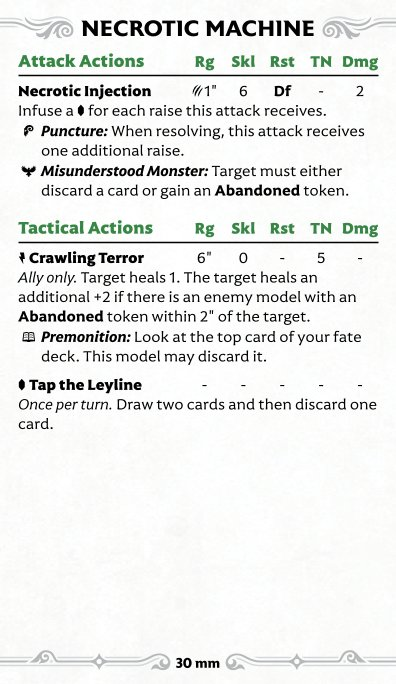 NECROTIC MACHINE
Attack Actions Rg Skl Rst TN Dmg
Necrotic Injection 1" 6 Df - 2
Infuse a for each raise this attack receives.
Puncture: When resolving, this attack receives
one additional raise.
Misunderstood Monster: Target must either
discard a card or gain an Abandoned token.
Tactical Actions Rg Skl Rst TN Dmg
Crawling Terror 6" 0 - 5 -
Ally only. Target heals 1. The target heals an
additional +2 if there is an enemy model with an
Abandoned token within 2" of the target.
Premonition: Look at the top card of your fate
deck. This model may discard it.
Tap the Leyline - - - - -
Once per turn. Draw two cards and then discard one
card.
30 mm